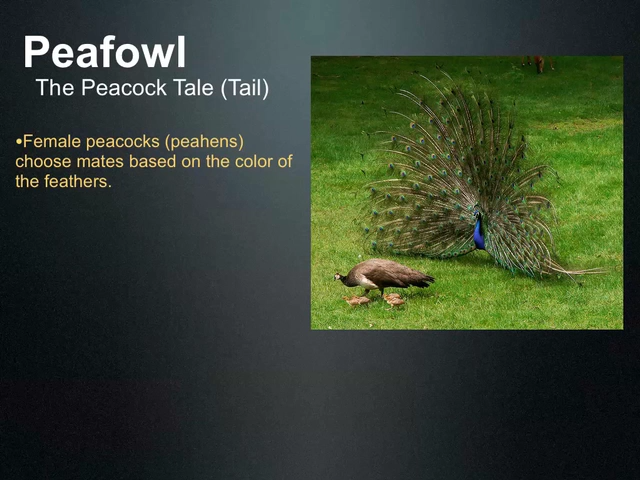 Peafowl
The Peacock Tale (Tail)
•Female peacocks (peahens)
choose mates based on the color of
the feathers.